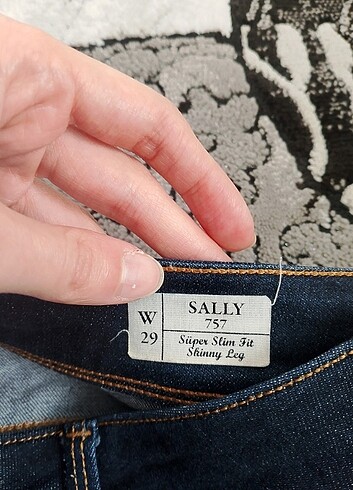 W
29
SALLY
757
Süper Slim Fit
Skinny Leg